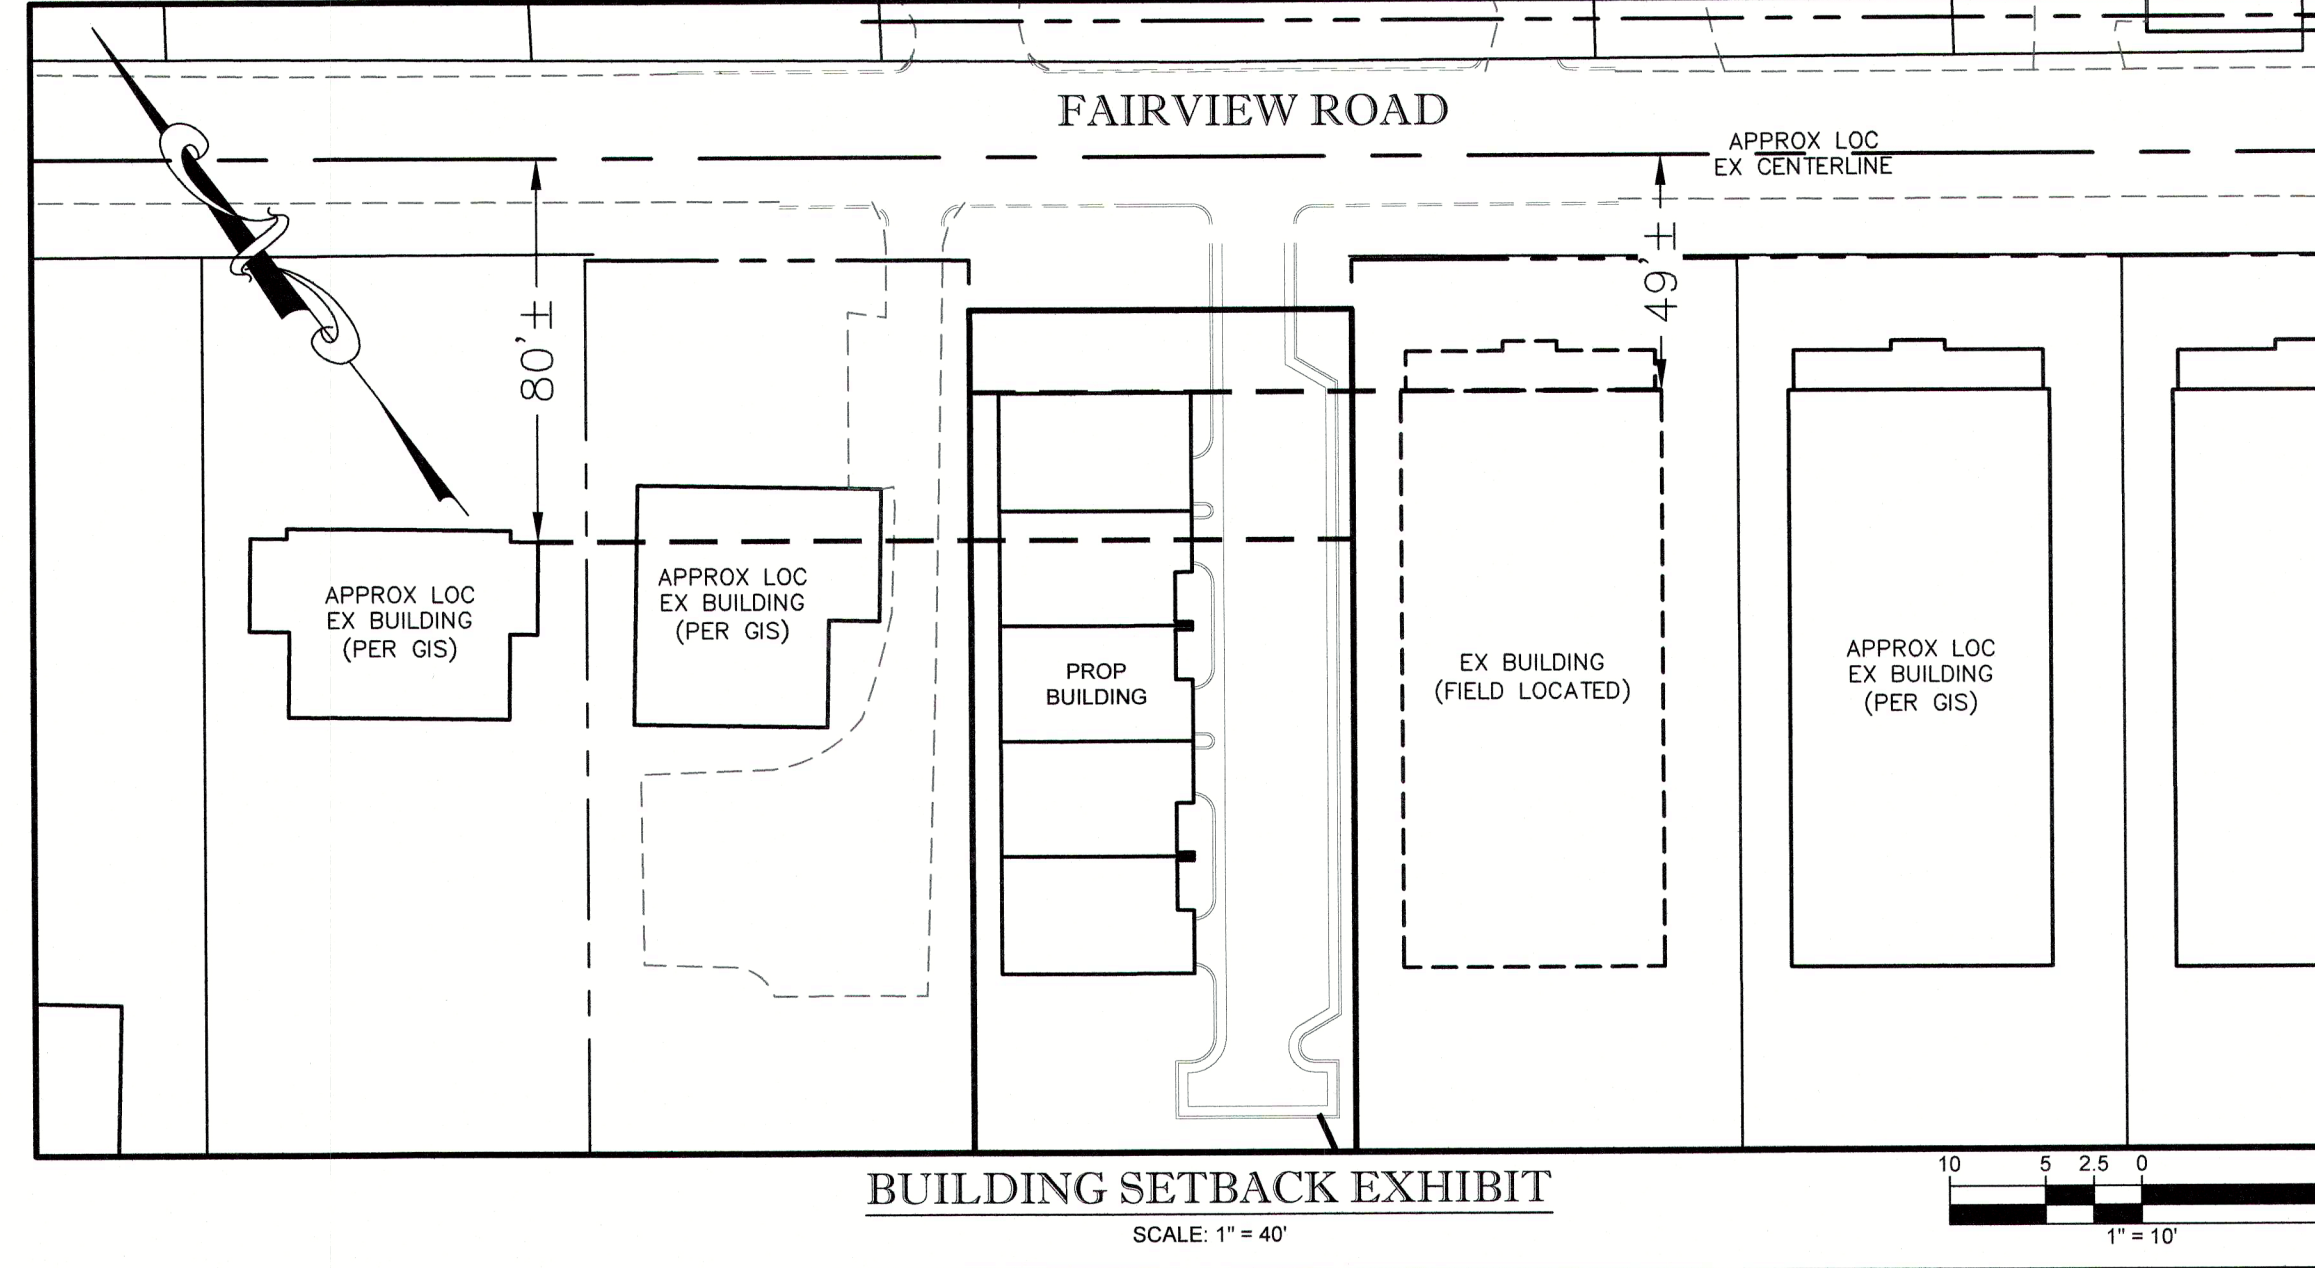 FAIRVIEW ROAD
APPROX LOC
EX CENTERLINE
80' ±
49' ±
APPROX LOC
EX BUILDING
(PER GIS)
APPROX LOC
EX BUILDING
(PER GIS)
PROP
BUILDING
EX BUILDING
(FIELD LOCATED)
APPROX LOC
EX BUILDING
(PER GIS)
BUILDING SETBACK EXHIBIT
SCALE: 1" = 40'
10 5 2.5 0
1" = 10'